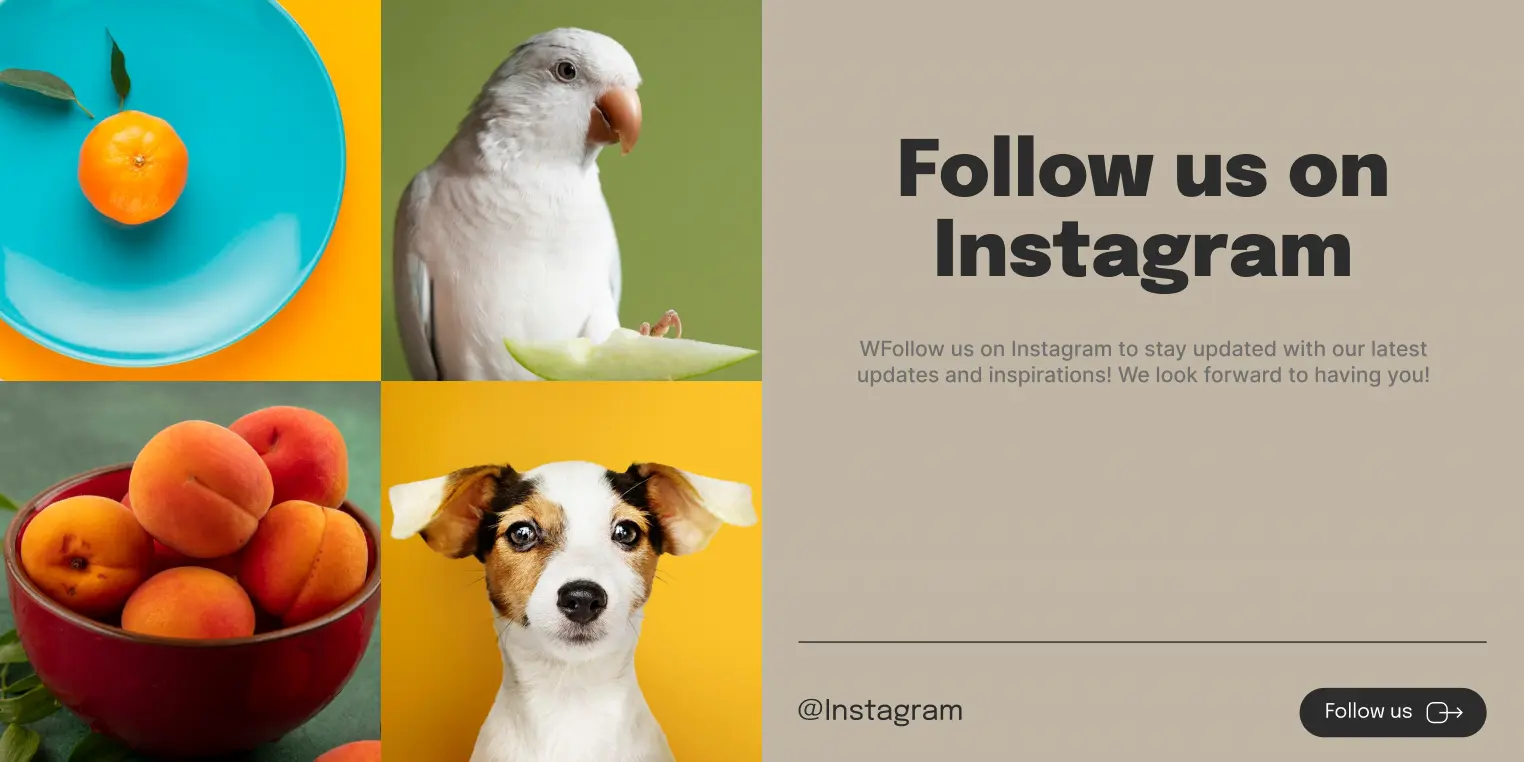 Follow us on
Instagram
WFollow us on Instagram to stay updated with our latest
updates and inspirations! We look forward to having you!
@Instagram
Follow us